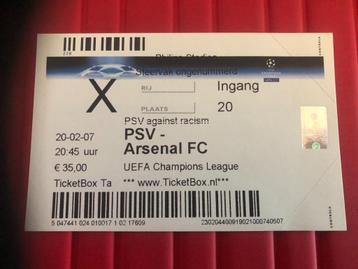 Philips Stadion
Sfeervak ongenummerd
X
RIJ
Ingang
PLAATS
20
PSV against racism
20-02-07
PSV -
20:45 uur
Arsenal FC
€ 35,00
UEFA Champions League
TicketBox Ta
*** www.TicketBox.nl***
5 047441 024 010017 1 02 17609
230204400919021000740507